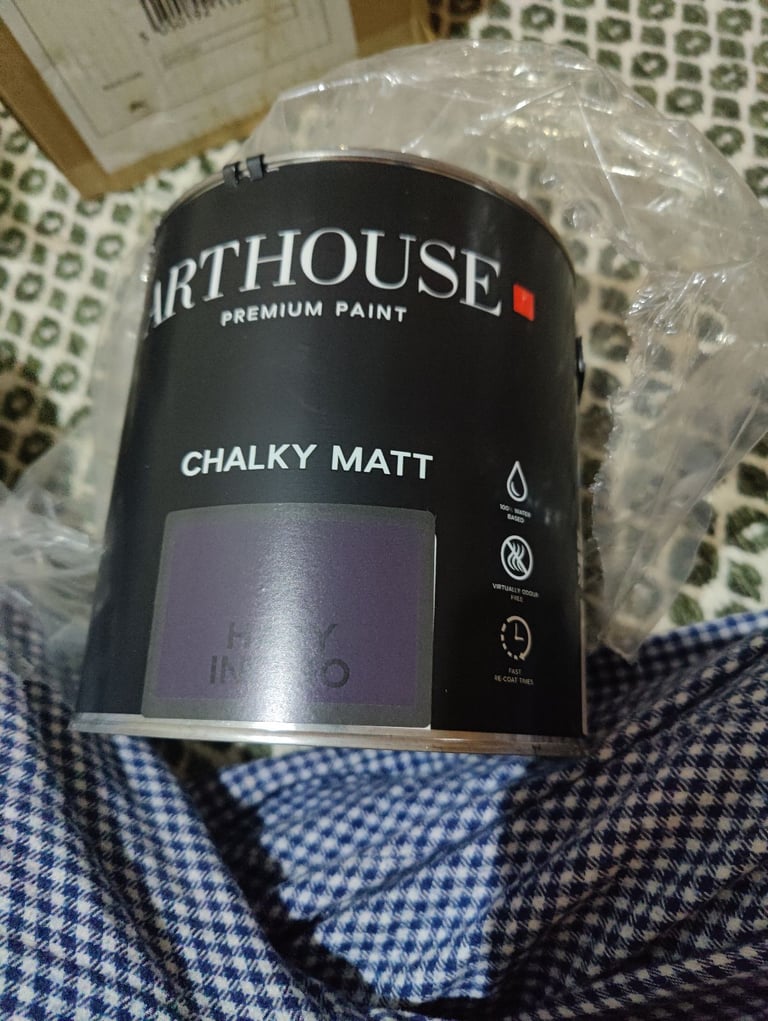 ARTHOUSE
PREMIUM PAINT
CHALKY MATT
100% WATER
BASED
VIRTUALLY ODOUR
FREE
FAST
RE-COAT TIMES